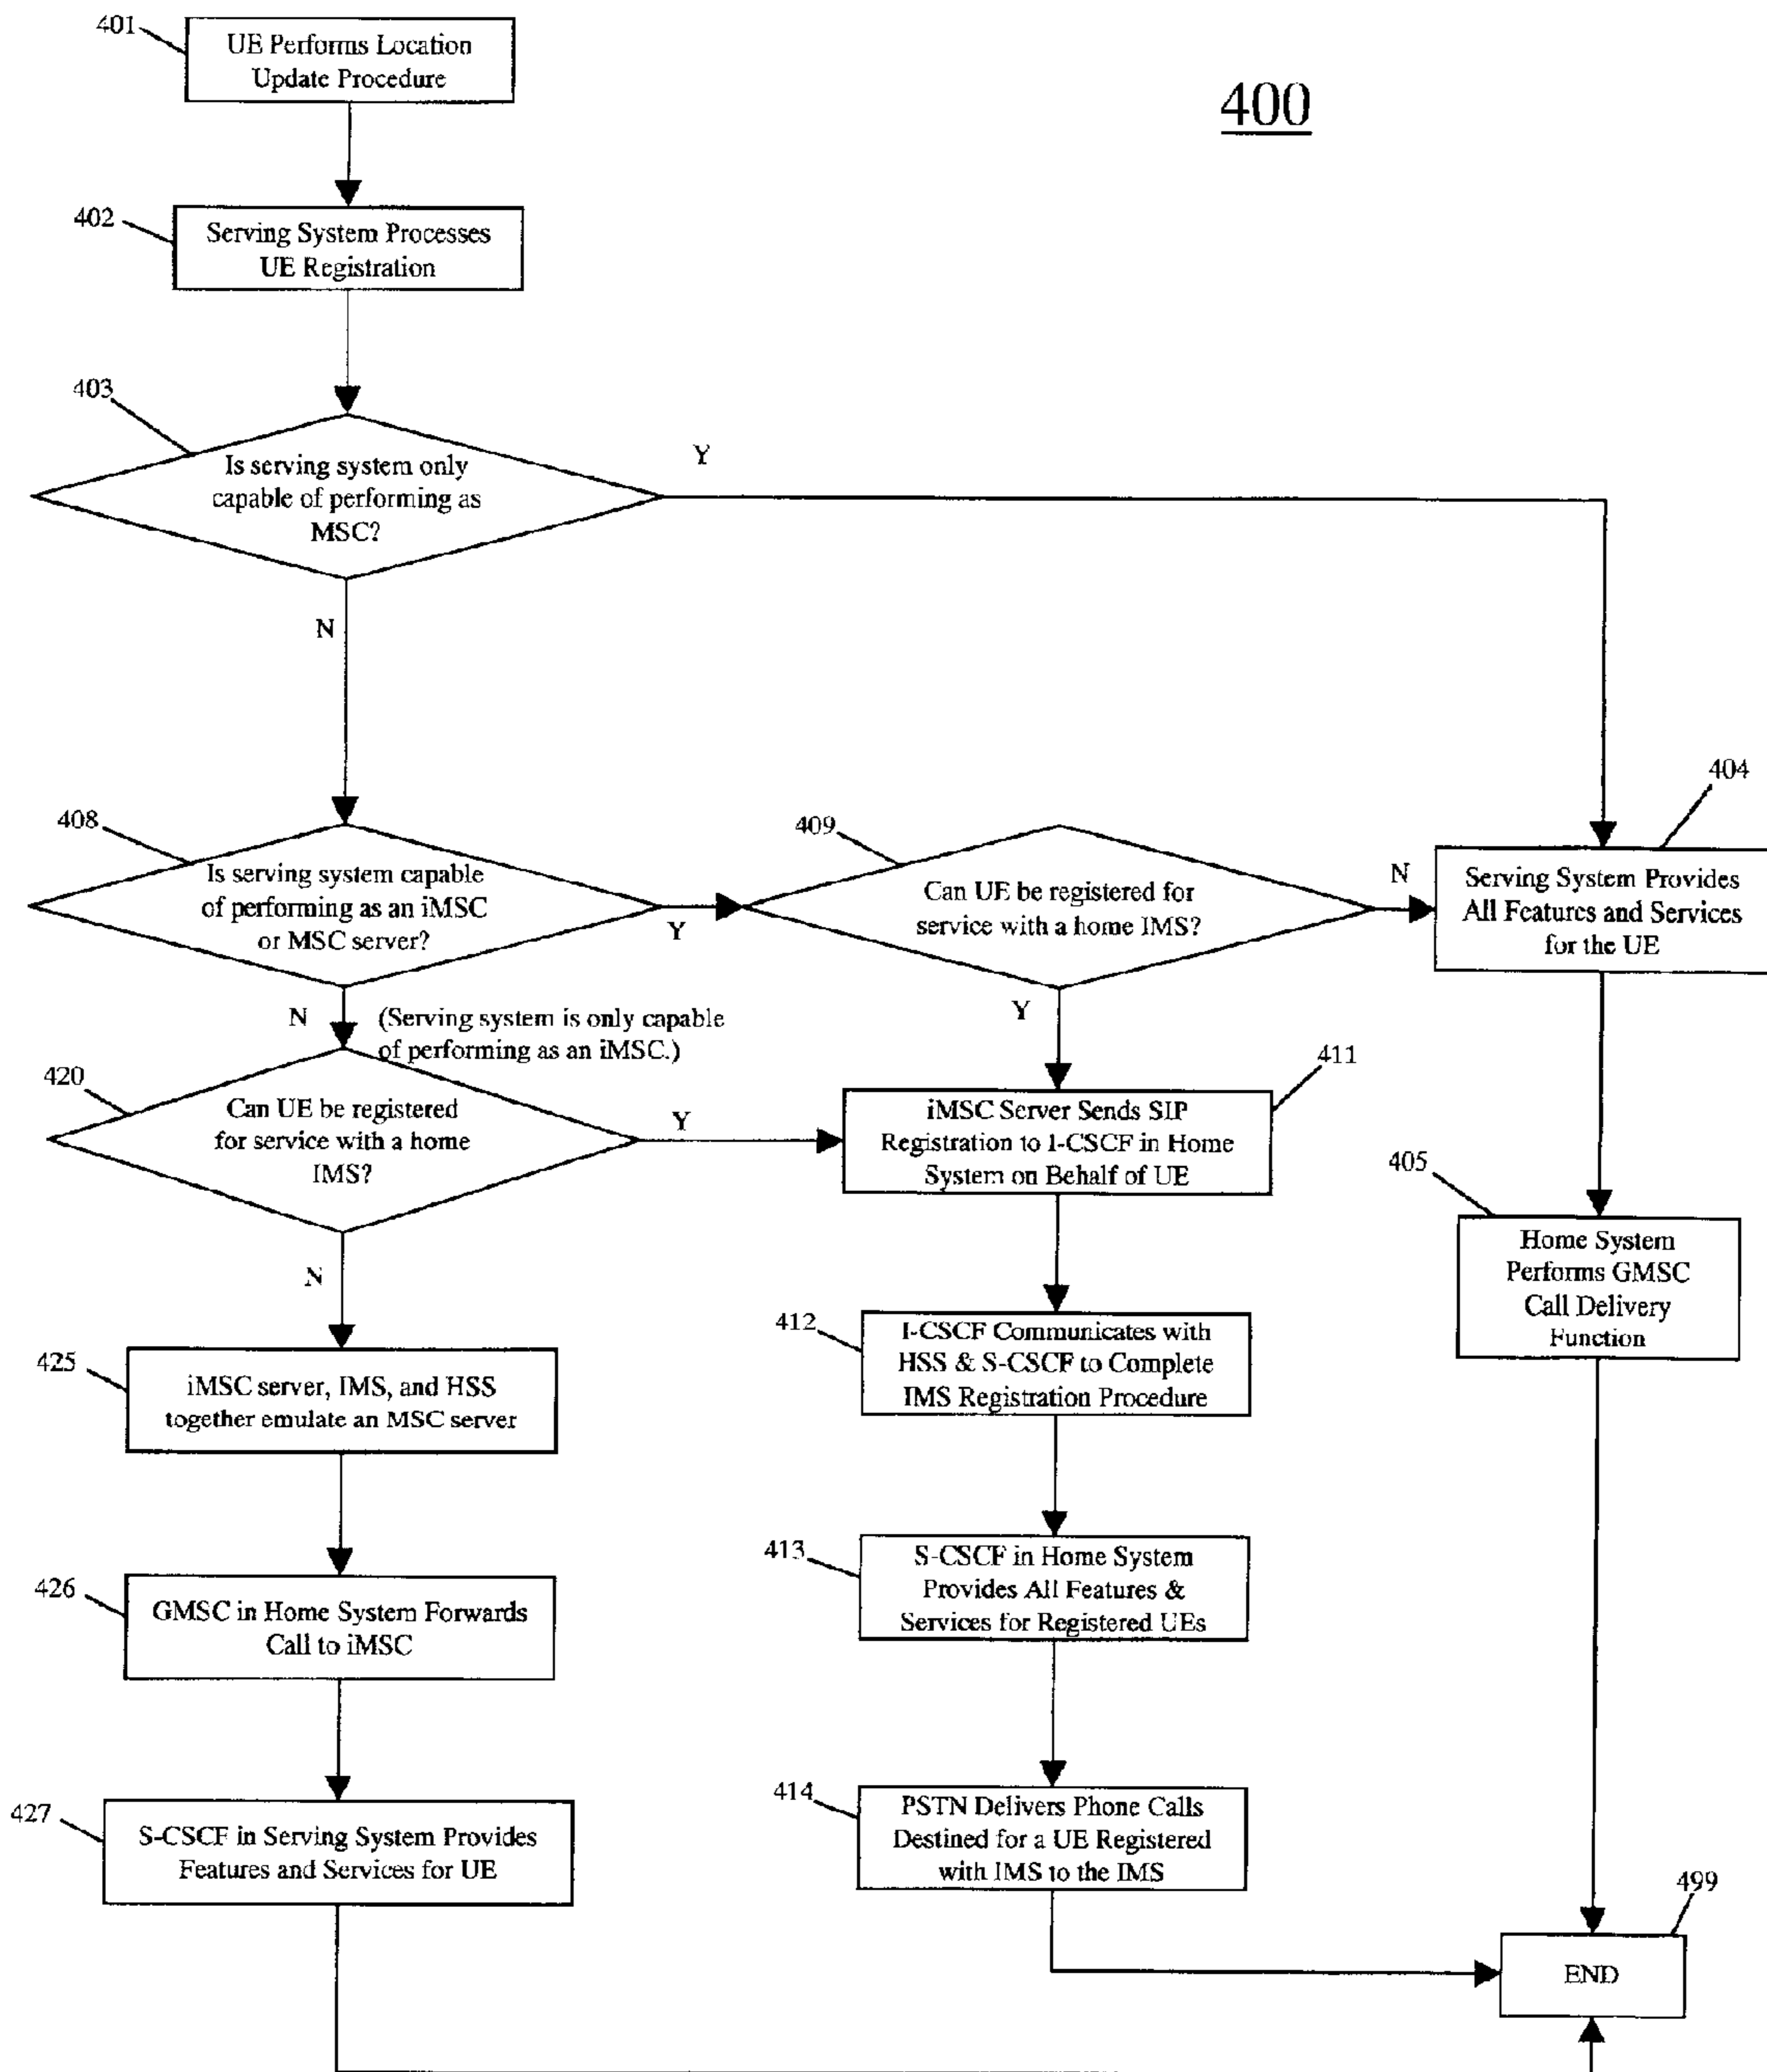 401
UE Performs Location
Update Procedure
400
402
Serving System Processes
UE Registration
403
Is serving system only
capable of performing as
MSC?
Y
N
408
Is serving system capable
of performing as an iMSC
or MSC server?
Y
409
Can UE be registered for
service with a home IMS?
N
404
Serving System Provides
All Features and Services
for the UE
N
(Serving system is only capable
of performing as an iMSC.)
Y
420
Can UE be registered
for service with a home
IMS?
Y
411
iMSC Server Sends SIP
Registration to I-CSCF in Home
System on Behalf of UE
405
Home System
Performs GMSC
Call Delivery
Function
N
412
I-CSCF Communicates with
HSS & S-CSCF to Complete
IMS Registration Procedure
425
iMSC server, IMS, and HSS
together emulate an MSC server
413
S-CSCF in Home System
Provides All Features &
Services for Registered UEs
426
GMSC in Home System Forwards
Call to iMSC
414
PSTN Delivers Phone Calls
Destined for a UE Registered
with IMS to the IMS
427
S-CSCF in Serving System Provides
Features and Services for UE
499
END